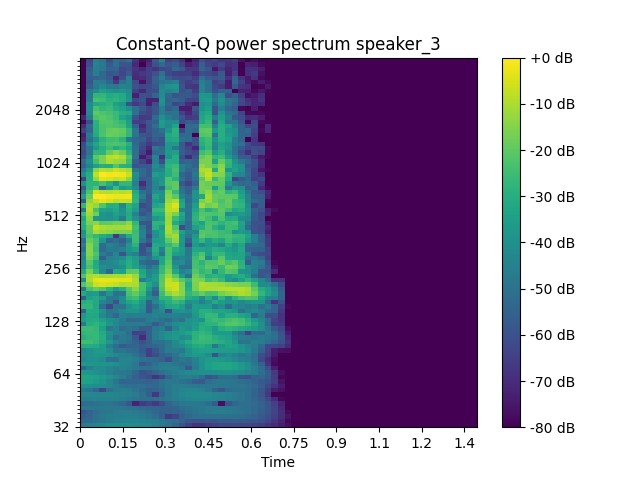 Constant-Q power spectrum speaker_3
Hz
2048
1024
512
256
128
64
32
0 0.15 0.3 0.45 0.6 0.75 0.9 1.1 1.2 1.4
Time
+0 dB
-10 dB
-20 dB
-30 dB
-40 dB
-50 dB
-60 dB
-70 dB
-80 dB